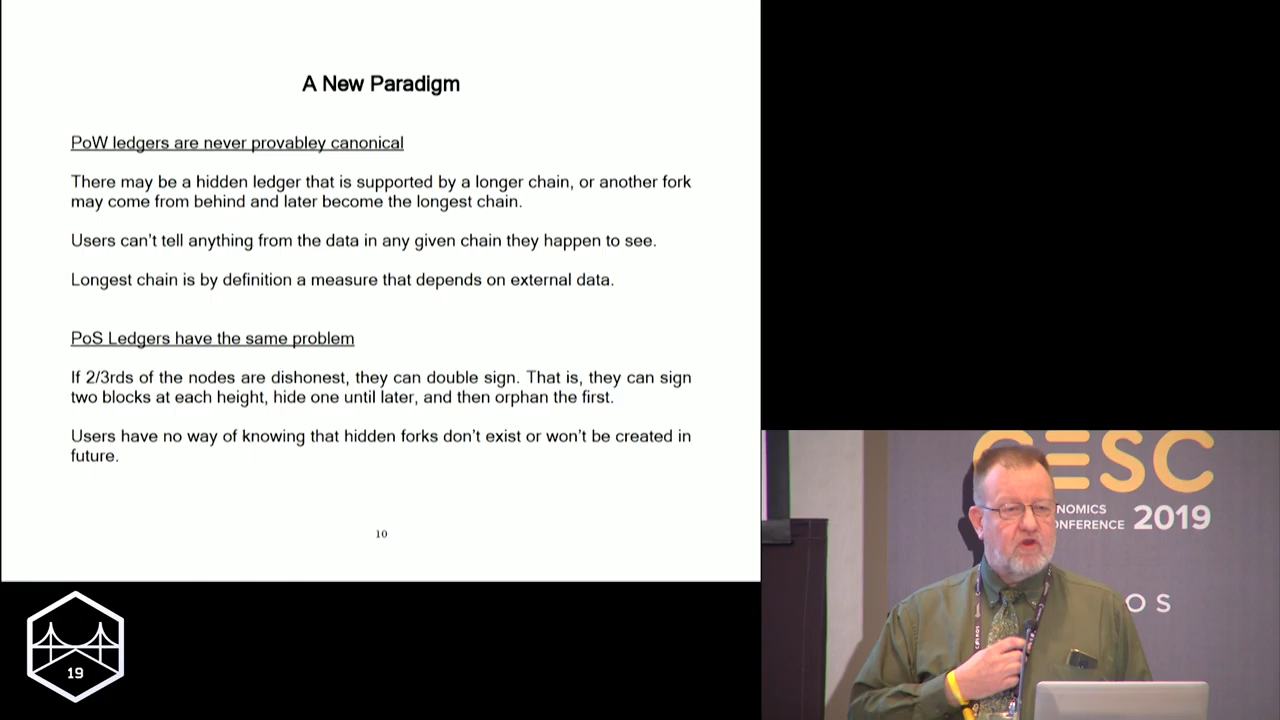 A New Paradigm
PoW ledgers are never provabley canonical
There may be a hidden ledger that is supported by a longer chain, or another fork
may come from behind and later become the longest chain.
Users can't tell anything from the data in any given chain they happen to see.
Longest chain is by definition a measure that depends on external data.
PoS Ledgers have the same problem
If 2/3rds of the nodes are dishonest, they can double sign. That is, they can sign
two blocks at each height, hide one until later, and then orphan the first.
Users have no way of knowing that hidden forks don't exist or won't be created in
future.
10
19
CESC
NOMICS
ONFERENCE 2019
OS